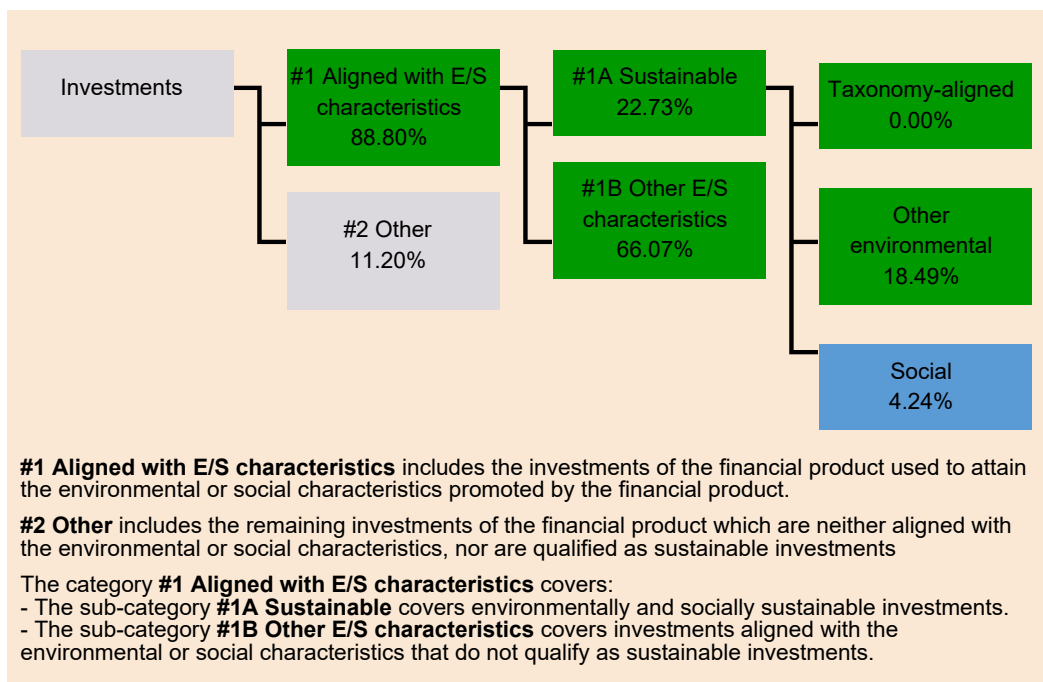 Investments
#1 Aligned with E/S
characteristics
88.80%
#2 Other
11.20%
#1A Sustainable
22.73%
#1B Other E/S
characteristics
66.07%
Taxonomy-aligned
0.00%
Other
environmental
18.49%
Social
4.24%
#1 Aligned with E/S characteristics includes the investments of the financial product used to attain
the environmental or social characteristics promoted by the financial product.
#2 Other includes the remaining investments of the financial product which are neither aligned with
the environmental or social characteristics, nor are qualified as sustainable investments
The category #1 Aligned with E/S characteristics covers:
- The sub-category #1A Sustainable covers environmentally and socially sustainable investments.
- The sub-category #1B Other E/S characteristics covers investments aligned with the
environmental or social characteristics that do not qualify as sustainable investments.